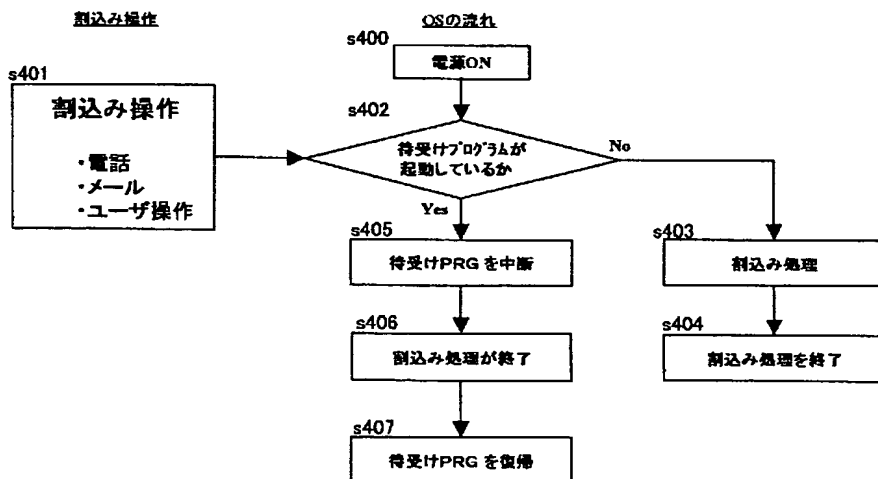 割込み操作
OSの流れ
s400
電源ON
s401
割込み操作
・電話
・メール
・ユーザ操作
s402
待受けプログラムが
起動しているか
No
Yes
s405
待受けPRG を中断
s403
割込み処理
s406
割込み処理が終了
s404
割込み処理を終了
s407
待受けPRG を復帰